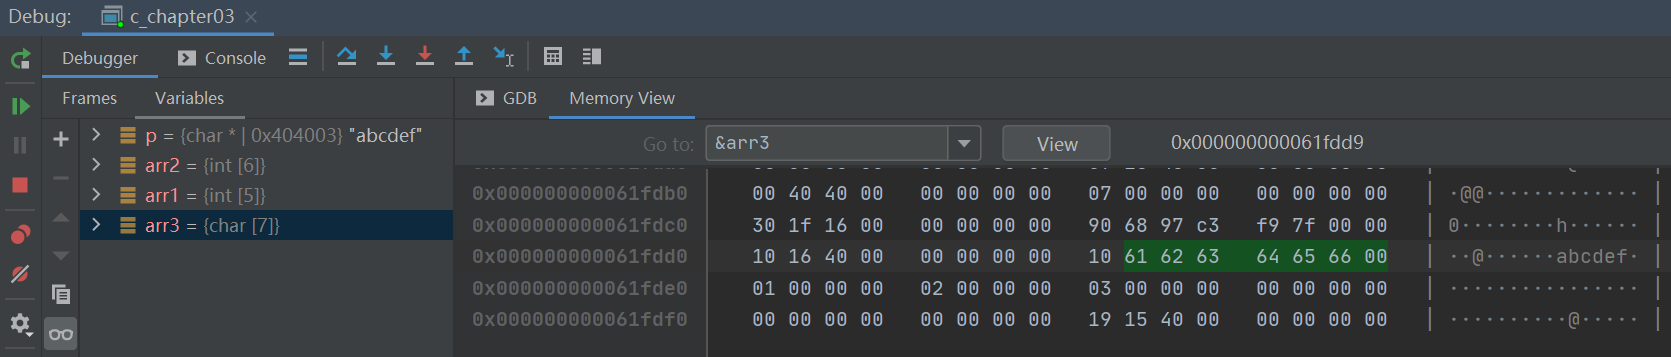 Debug: c_chapter03
Debugger Console
Frames Variables
GDB Memory View
p = {char * | 0x404003} "abcdef"
arr2 = {int [6]}
arr1 = {int [5]}
arr3 = {char [7]}
Go to: &arr3 View 0x000000000061fdd9
0x000000000061fdb0 00 40 40 00 00 00 00 00 07 00 00 00 00 00 00 00 | ·@@············· |
0x000000000061fdc0 30 1f 16 00 00 00 00 00 90 68 97 c3 f9 7f 00 00 | 0········h······ |
0x000000000061fdd0 10 16 40 00 00 00 00 00 10 61 62 63 64 65 66 00 | ··@······abcdef· |
0x000000000061fde0 01 00 00 00 02 00 00 00 03 00 00 00 00 00 00 00 | ················ |
0x000000000061fdf0 00 00 00 00 00 00 00 00 19 15 40 00 00 00 00 00 | ··········@····· |